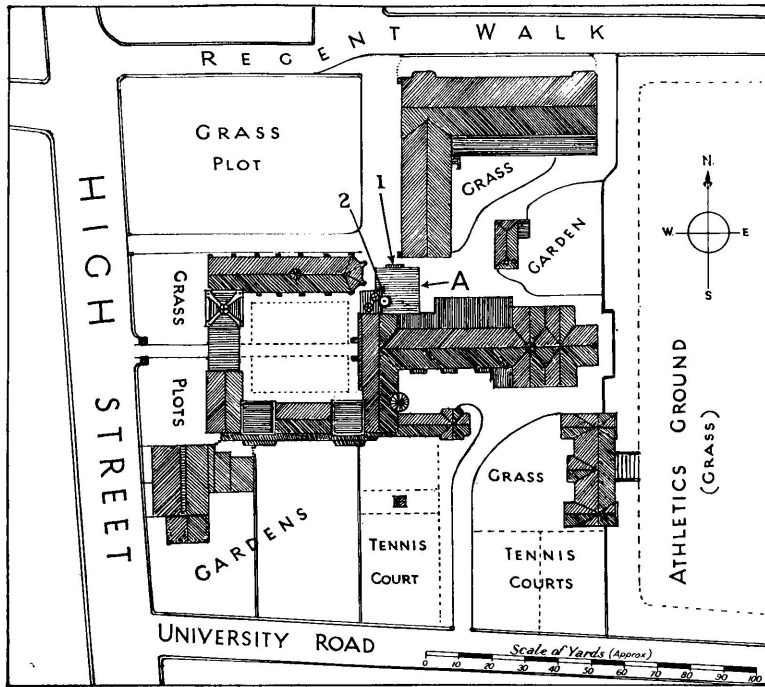 REGENT WALK
GRASS
PLOT
HIGH STREET
1
2
GRASS
N.
W.
E
S
GARDEN
A
GRASS
PLOTS
ATHLETICS GROUND
(GRASS)
GRASS
GARDENS
TENNIS
COURT
TENNIS
COURTS
UNIVERSITY ROAD
Scale of Yards (Approx)
0 10 20 30 40 50 60 70 80 90 100